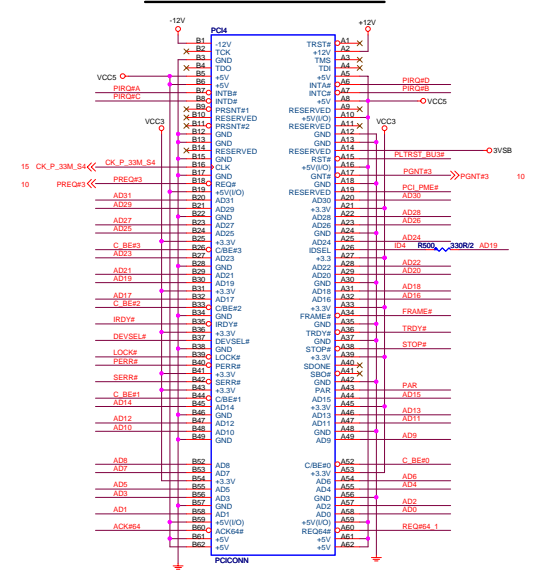 -12V +12V
PCI4
B1 -12V TRST# A1
B2 TCK +12V A2
B3 GND TMS A3
B4 TDO TDI A4
VCC5 B5 +5V +5V A5
B6 +5V INTA# A6 PIRQ#D
PIRQ#A B7 INTB# INTC# A7 PIRQ#B
PIRQ#C B8 INTD# +5V A8 VCC5
B9 PRSNT#1 RESERVED A9
B10 RESERVED +5V(I/O) A10
B11 PRSNT#2 RESERVED A11
VCC3 B12 GND GND A12 VCC3
B13 GND GND A13
B14 RESERVED RESERVED A14 3VSB
B15 GND RST# A15 PLTRST_BU3#
15 CK_P_33M_S4 CK_P_33M_S4 B16 CLK +5V(I/O) A16
B17 GND GNT# A17 PGNT#3 PGNT#3 10
10 PREQ#3 PREQ#3 B18 REQ# GND A18
B19 +5V(I/O) RESERVED A19 PCI_PME#
AD31 B20 AD31 AD30 A20 AD30
AD29 B21 AD29 +3.3V A21
B22 GND AD28 A22 AD28
AD27 B23 AD27 AD26 A23 AD26
AD25 B24 AD25 GND A24
B25 +3.3V AD24 A25 AD24
C_BE#3 B26 C/BE#3 IDSEL A26 ID4 R500 330R/2 AD19
AD23 B27 AD23 +3.3 A27
B28 GND AD22 A28 AD22
AD21 B29 AD21 AD20 A29 AD20
AD19 B30 AD19 GND A30
B31 +3.3V AD18 A31 AD18
AD17 B32 AD17 AD16 A32 AD16
C_BE#2 B33 C/BE#2 +3.3V A33
B34 GND FRAME# A34 FRAME#
IRDY# B35 IRDY# GND A35
B36 +3.3V TRDY# A36 TRDY#
DEVSEL# B37 DEVSEL# GND A37
B38 GND STOP# A38 STOP#
LOCK# B39 LOCK# +3.3V A39
PERR# B40 PERR# SDONE A40
B41 +3.3V SBO# A41
SERR# B42 SERR# GND A42
B43 +3.3V PAR A43 PAR
C_BE#1 B44 C/BE#1 AD15 A44 AD15
AD14 B45 AD14 +3.3V A45
B46 GND AD13 A46 AD13
AD12 B47 AD12 AD11 A47 AD11
AD10 B48 AD10 GND A48
B49 GND AD9 A49 AD9
AD8 B52 AD8 C/BE#0 A52 C_BE#0
AD7 B53 AD7 +3.3V A53
B54 +3.3V AD6 A54 AD6
AD5 B55 AD5 AD4 A55 AD4
AD3 B56 AD3 GND A56
B57 GND AD2 A57 AD2
AD1 B58 AD1 AD0 A58 AD0
B59 +5V(I/O) +5V(I/O) A59
ACK#64 B60 ACK64# REQ64# A60 REQ#64_1
B61 +5V +5V A61
B62 +5V +5V A62
PCICONN